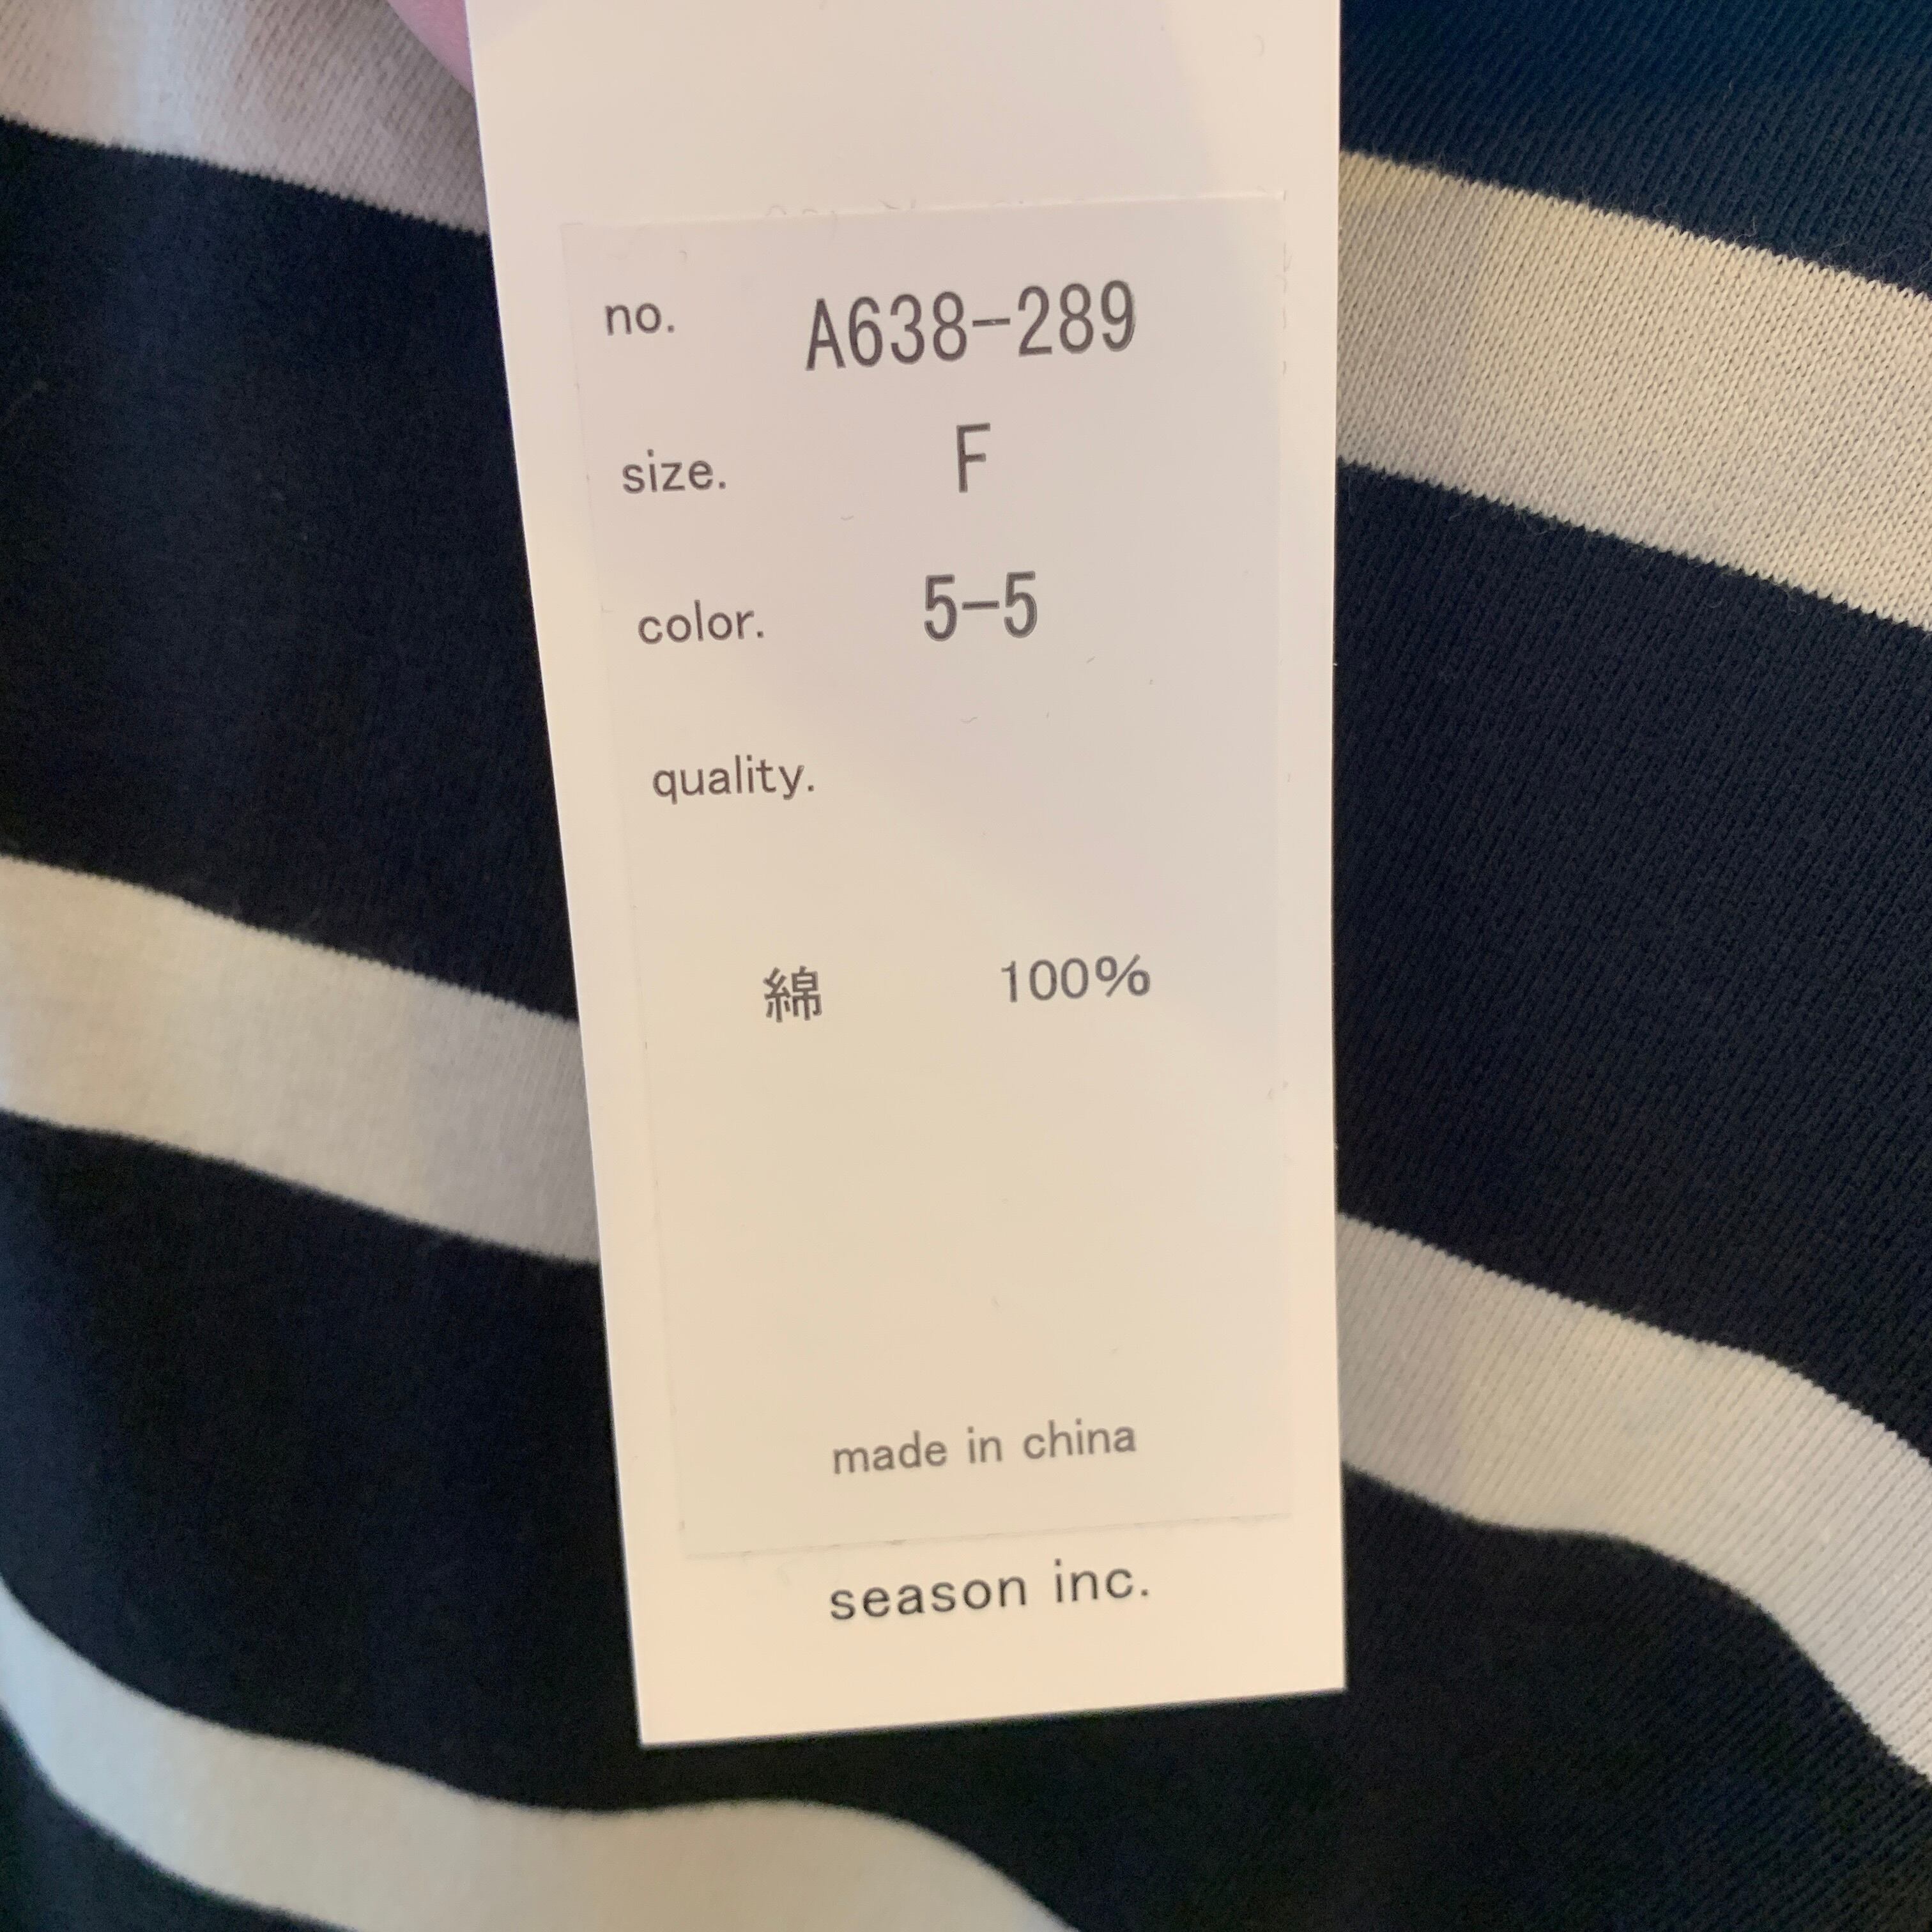 no. A638-289
size. F
color. 5-5
quality.
綿 100%
made in china
season inc.